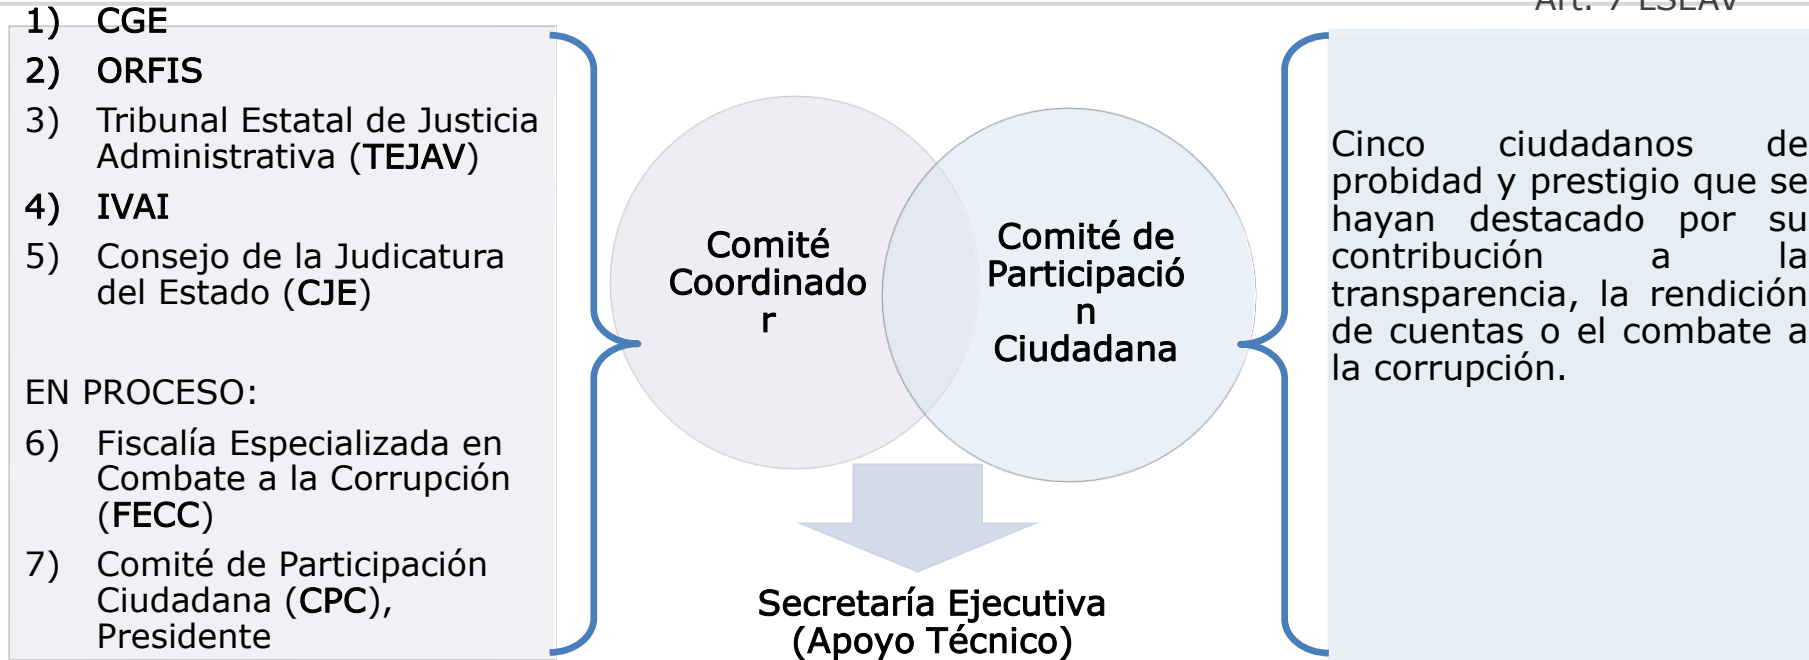 Art. 7 LSEAV
1) CGE
2) ORFIS
3) Tribunal Estatal de Justicia
Administrativa (TEJAV)
4) IVAI
5) Consejo de la Judicatura
del Estado (CJE)
EN PROCESO:
6) Fiscalía Especializada en
Combate a la Corrupción
(FECC)
7) Comité de Participación
Ciudadana (CPC),
Presidente
Comité
Coordinado
r
Comité de
Participació
n
Ciudadana
Secretaría Ejecutiva
(Apoyo Técnico)
Cinco ciudadanos de
probidad y prestigio que se
hayan destacado por su
contribución a la
transparencia, la rendición
de cuentas o el combate a
la corrupción.